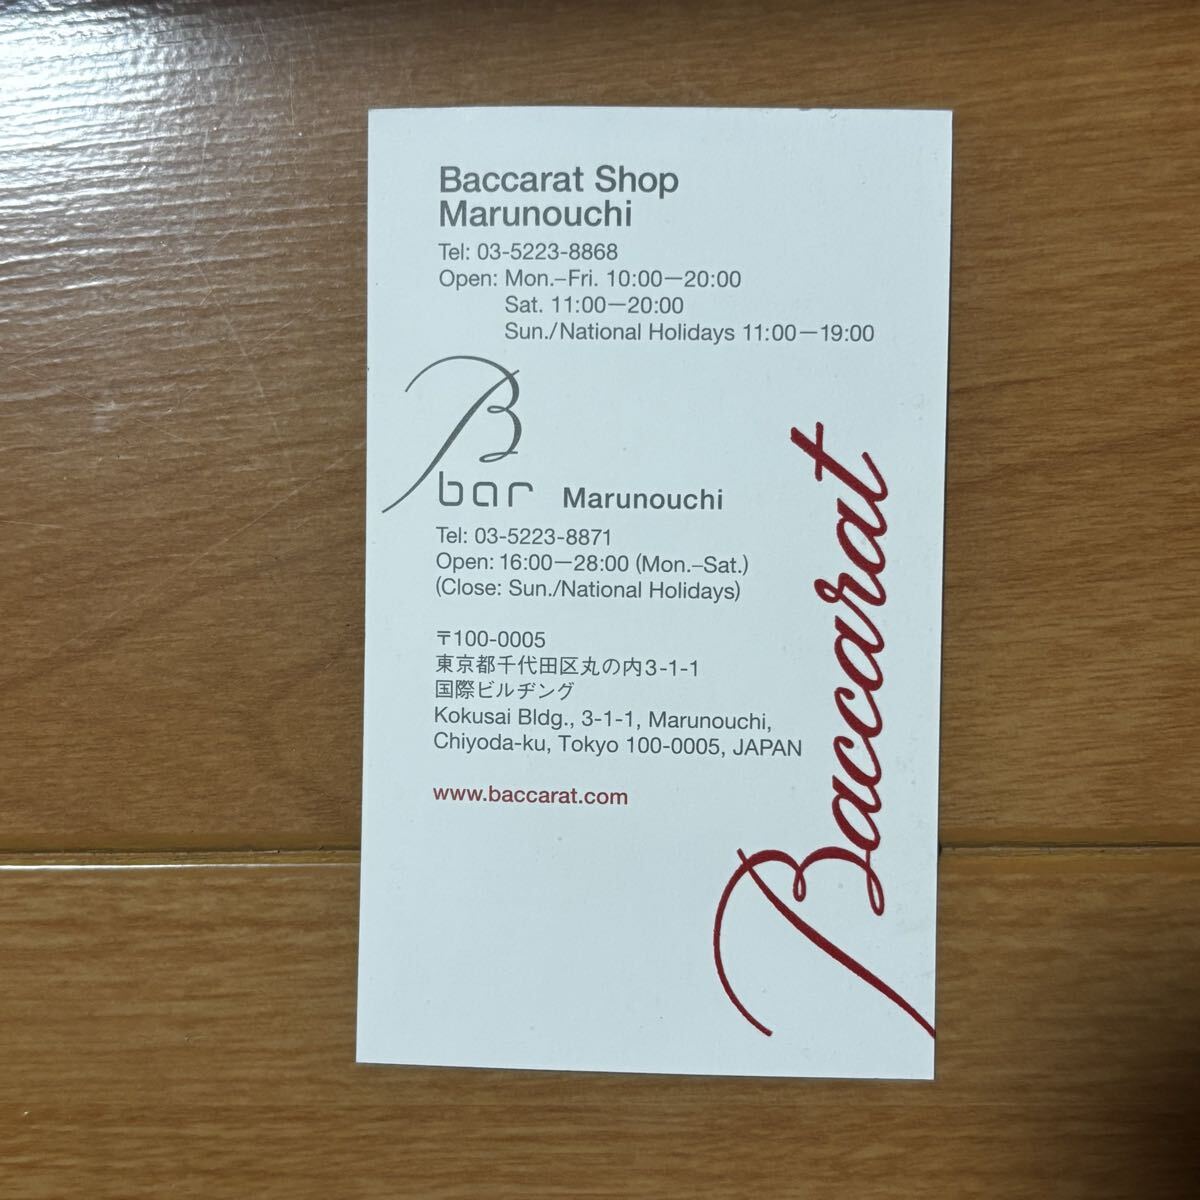 Baccarat Shop
Marunouchi
Tel: 03-5223-8868
Open: Mon.–Fri. 10:00—20:00
Sat. 11:00—20:00
Sun./National Holidays 11:00—19:00
B
bar Marunouchi
Tel: 03-5223-8871
Open: 16:00—28:00 (Mon.–Sat.)
(Close: Sun./National Holidays)
〒100-0005
東京都千代田区丸の内3-1-1
国際ビルヂング
Kokusai Bldg., 3-1-1, Marunouchi,
Chiyoda-ku, Tokyo 100-0005, JAPAN
www.baccarat.com
Baccarat